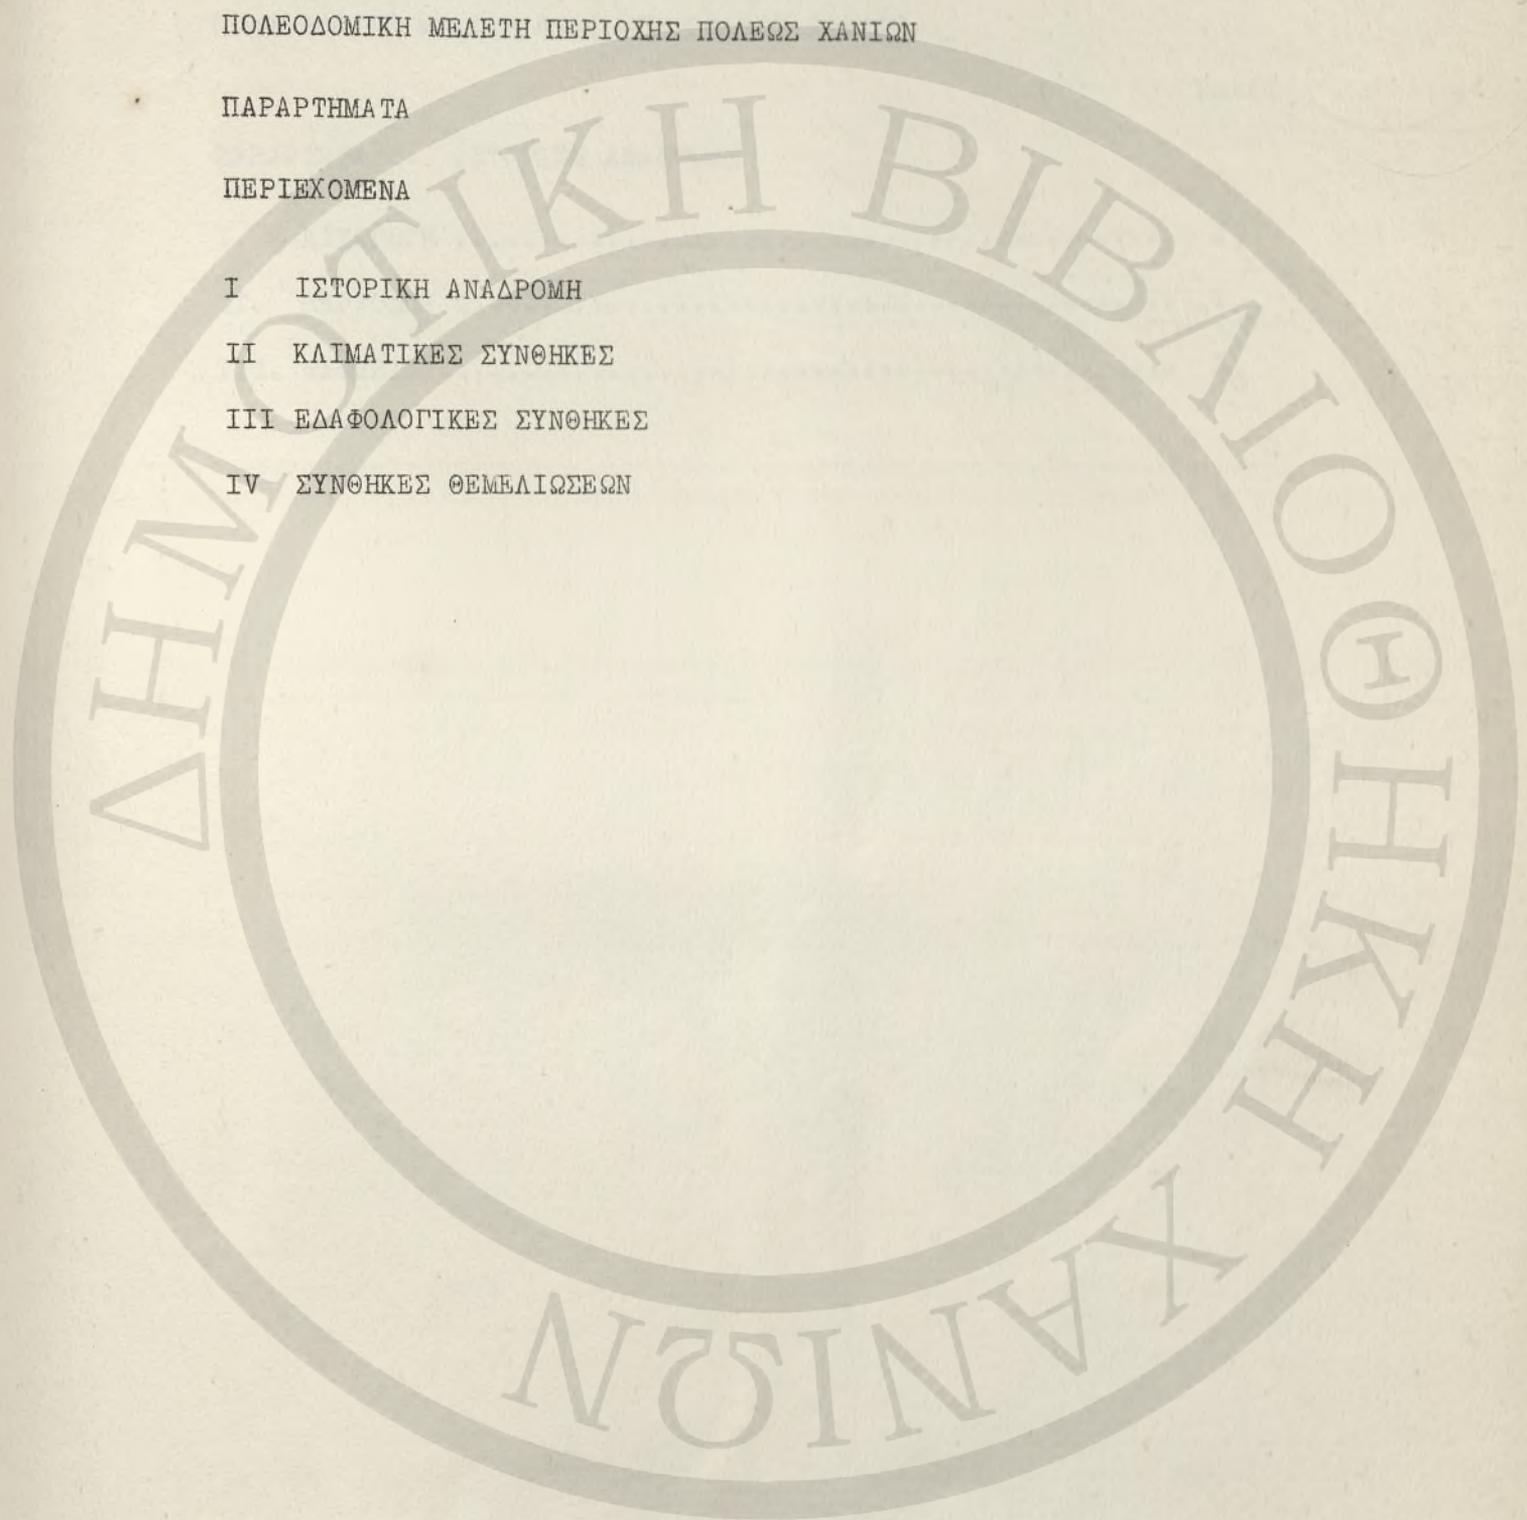 ΠΟΛΕΟΔΟΜΙΚΗ ΜΕΛΕΤΗ ΠΕΡΙΟΧΗΣ ΠΟΛΕΩΣ ΧΑΝΙΩΝ
ΠΑΡΑΡΤΗΜΑΤΑ
ΠΕΡΙΕΧΟΜΕΝΑ
I ΙΣΤΟΡΙΚΗ ΑΝΑΔΡΟΜΗ
II ΚΛΙΜΑΤΙΚΕΣ ΣΥΝΘΗΚΕΣ
III ΕΔΑΦΟΛΟΓΙΚΕΣ ΣΥΝΘΗΚΕΣ
IV ΣΥΝΘΗΚΕΣ ΘΕΜΕΛΙΩΣΕΩΝ
ΔΗΜΟΤΙΚΗ ΒΙΒΛΙΟΘΗΚΗ ΧΑΝΙΩΝ